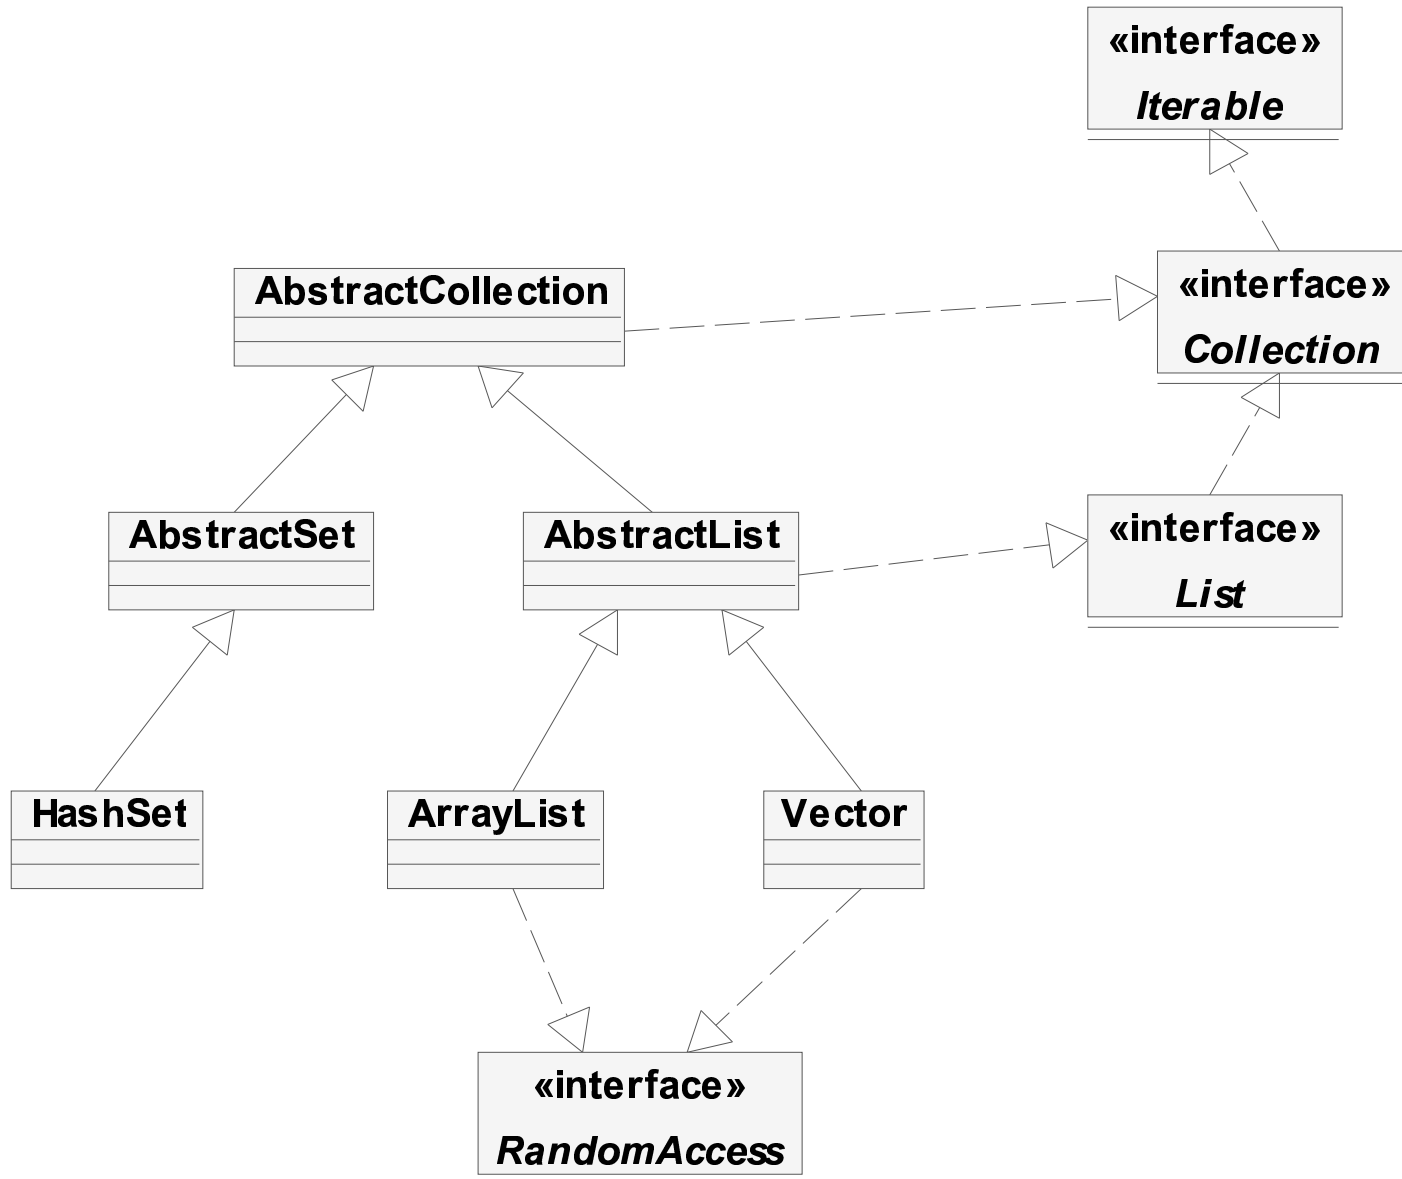 «interface»
Iterable
AbstractCollection
«interface»
Collection
AbstractSet
AbstractList
«interface»
List
HashSet
ArrayList
Vector
«interface»
RandomAccess